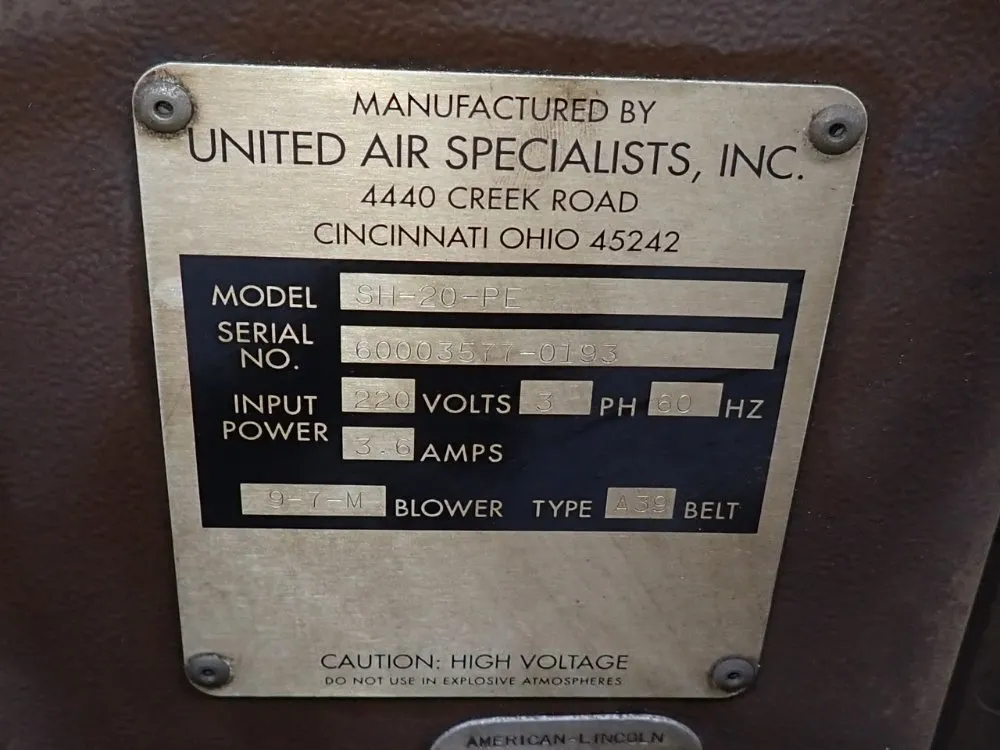 MANUFACTURED BY
UNITED AIR SPECIALISTS, INC.
4440 CREEK ROAD
CINCINNATI OHIO 45242
MODEL SH-20-PE
SERIAL NO. 60003577-0193
INPUT POWER 220 VOLTS 3 PH 60 HZ
3.6 AMPS
9-7-M BLOWER TYPE A39 BELT
CAUTION: HIGH VOLTAGE
DO NOT USE IN EXPLOSIVE ATMOSPHERES
AMERICAN-LINCOLN